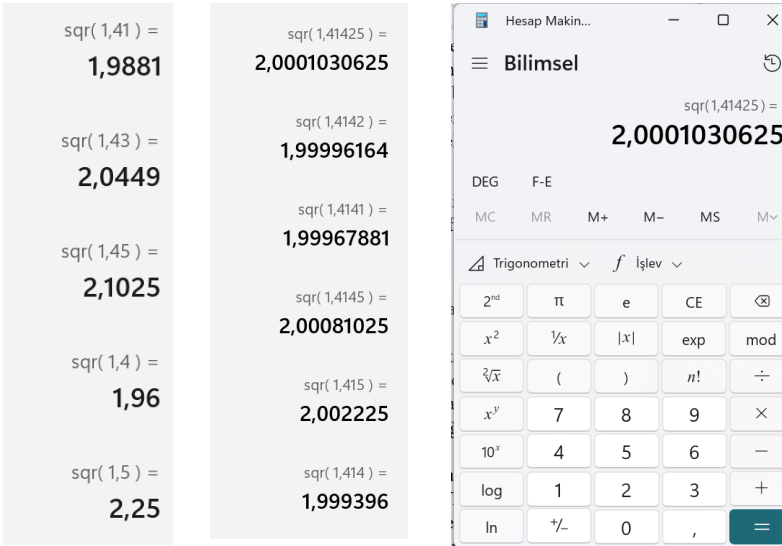 sqr( 1,41 ) =
1,9881
sqr( 1,43 ) =
2,0449
sqr( 1,45 ) =
2,1025
sqr( 1,4 ) =
1,96
sqr( 1,5 ) =
2,25
sqr( 1,41425 ) =
2,0001030625
sqr( 1,4142 ) =
1,99996164
sqr( 1,4141 ) =
1,99967881
sqr( 1,4145 ) =
2,00081025
sqr( 1,415 ) =
2,002225
sqr( 1,414 ) =
1,999396
Hesap Makin...
Bilimsel
sqr(1,41425) =
2,0001030625
DEG F-E
MC MR M+ M− MS M
Trigonometri f İşlev
2nd π e CE
x² ¹/x |x| exp mod
²√x ( ) n! ÷
xʸ 7 8 9 ×
10ˣ 4 5 6 −
log 1 2 3 +
ln +/− 0 , =